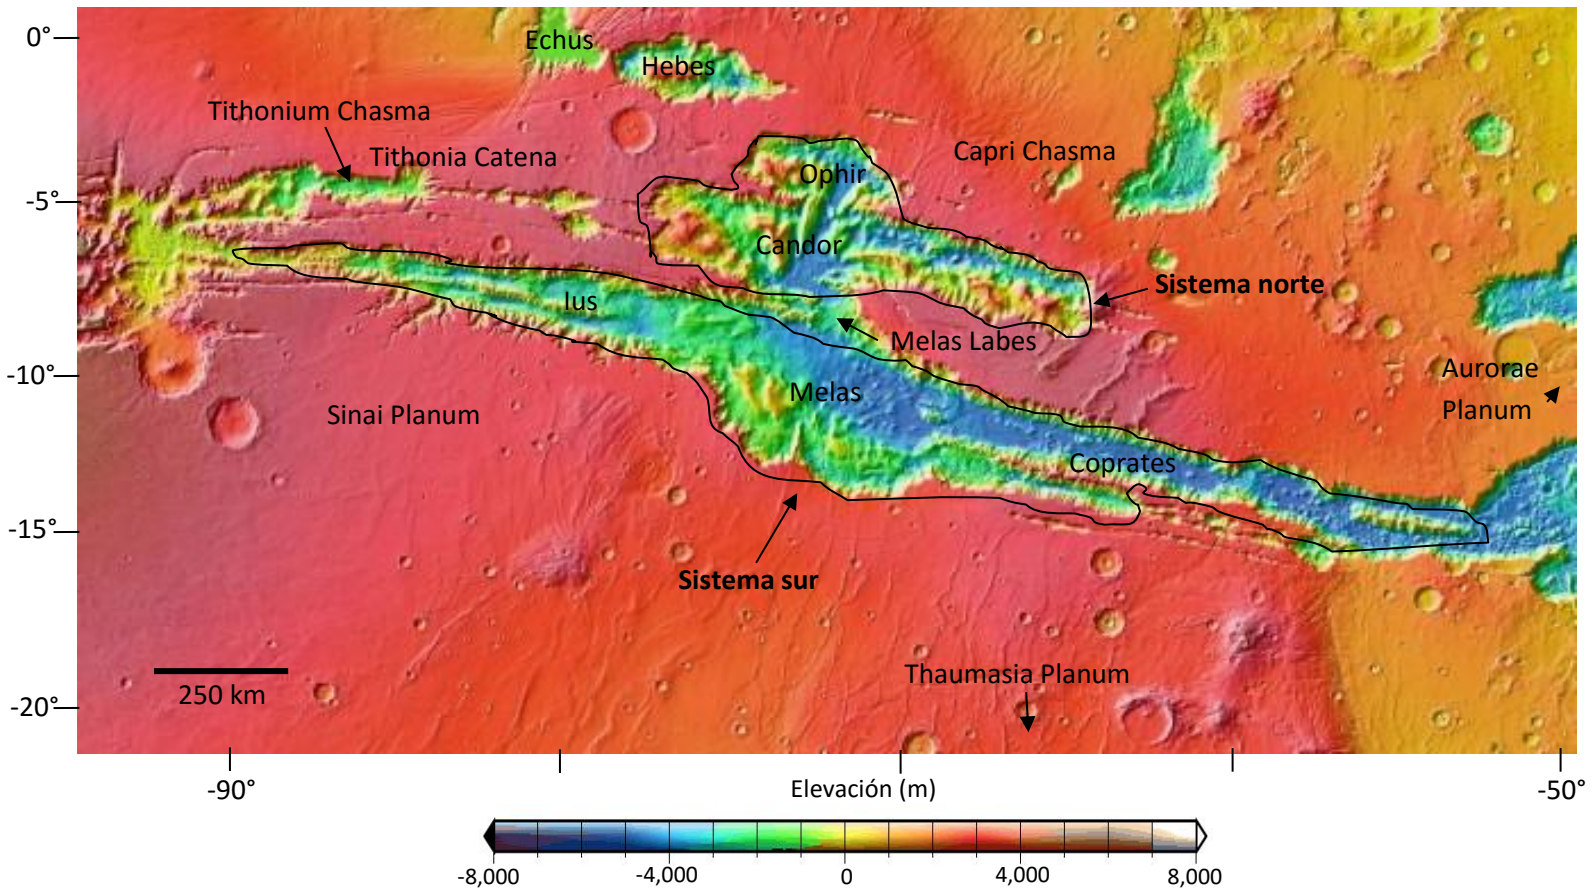 0°
Echus
Hebes
Tithonium Chasma
Tithonia Catena
Capri Chasma
Ophir
-5°
Candor
Sistema norte
Ius
Melas Labes
-10°
Melas
Aurorae
Planum
Sinai Planum
Coprates
-15°
Sistema sur
Thaumasia Planum
250 km
-20°
-90°
Elevación (m)
-50°
-8,000
-4,000
0
4,000
8,000